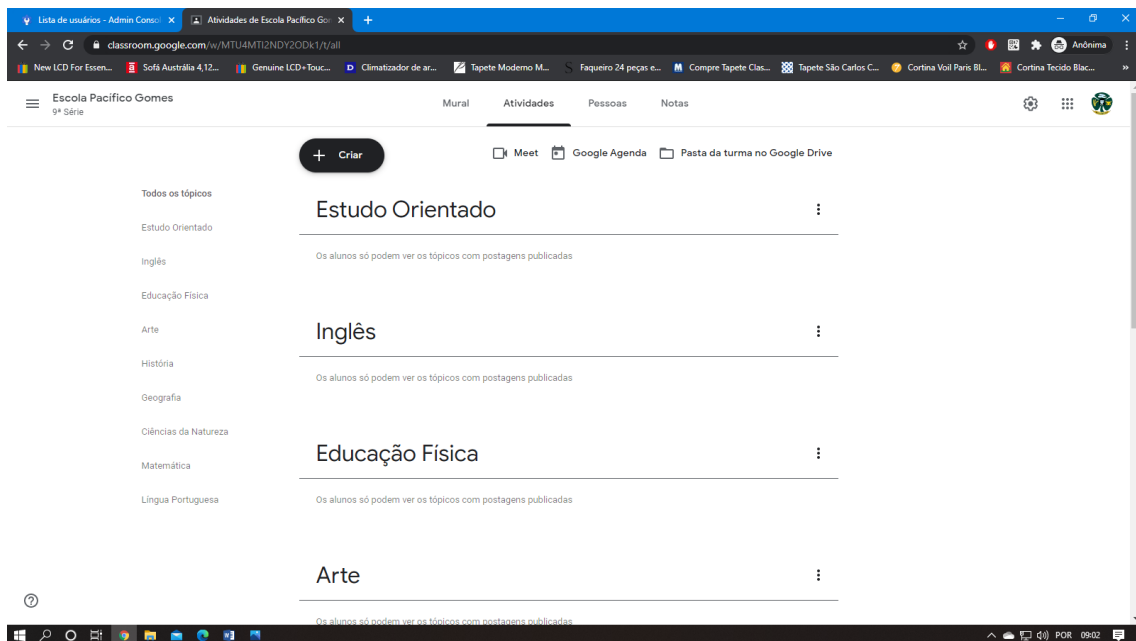 Lista de usuários - Admin Consol
Atividades de Escola Pacífico Gor
classroom.google.com/w/MTU4MTI2NDY2ODk1/t/all
Anônima
New LCD For Essen...
Sofá Austrália 4,12...
Genuine LCD+Touc...
Climatizador de ar...
Tapete Moderno M...
Faqueiro 24 peças e...
Compre Tapete Clas...
Tapete São Carlos C...
Cortina Voil Paris Bl...
Cortina Tecido Blac...
Escola Pacífico Gomes
9ª Série
Mural
Atividades
Pessoas
Notas
Criar
Meet
Google Agenda
Pasta da turma no Google Drive
Todos os tópicos
Estudo Orientado
Inglês
Educação Física
Arte
História
Geografia
Ciências da Natureza
Matemática
Língua Portuguesa
Estudo Orientado
Os alunos só podem ver os tópicos com postagens publicadas
Inglês
Os alunos só podem ver os tópicos com postagens publicadas
Educação Física
Os alunos só podem ver os tópicos com postagens publicadas
Arte
Os alunos só podem ver os tópicos com postagens publicadas
POR
09:02